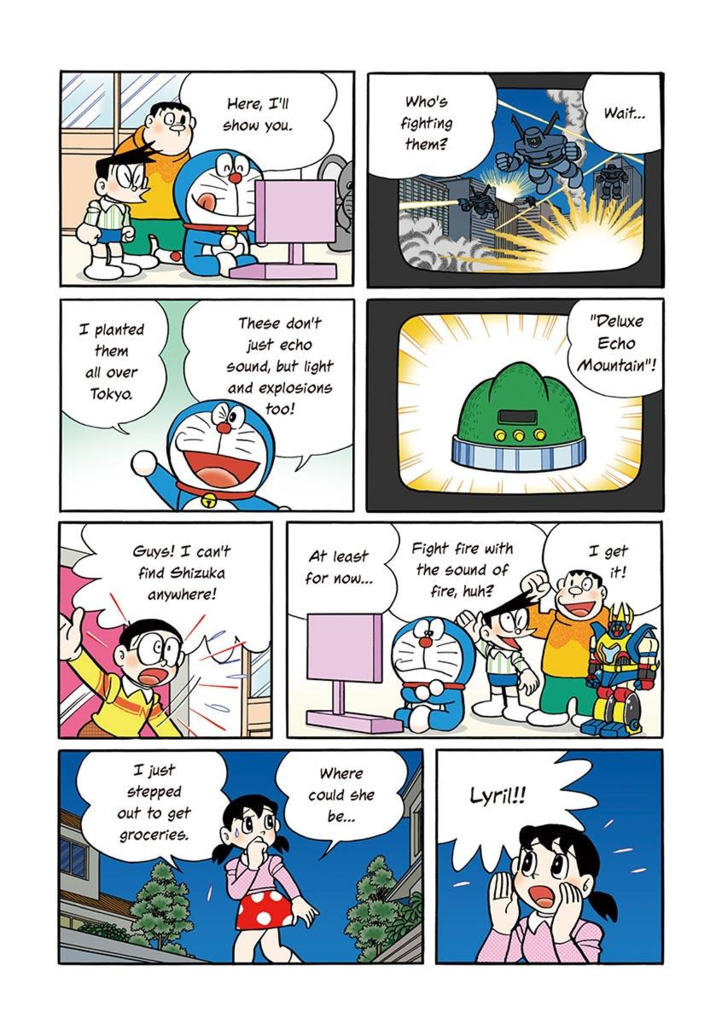 Wait...
Who's
fighting
them?
Here, I'll
show you.
"Deluxe
Echo
Mountain"!
These don't
just echo
sound, but light
and explosions
too!
I planted
them
all over
Tokyo.
I get
it!
Fight fire with
the sound of
fire, huh?
At least
for now...
Guys! I can't
find Shizuka
anywhere!
Lyril!!
Where
could she
be...
I just
stepped
out to get
groceries.